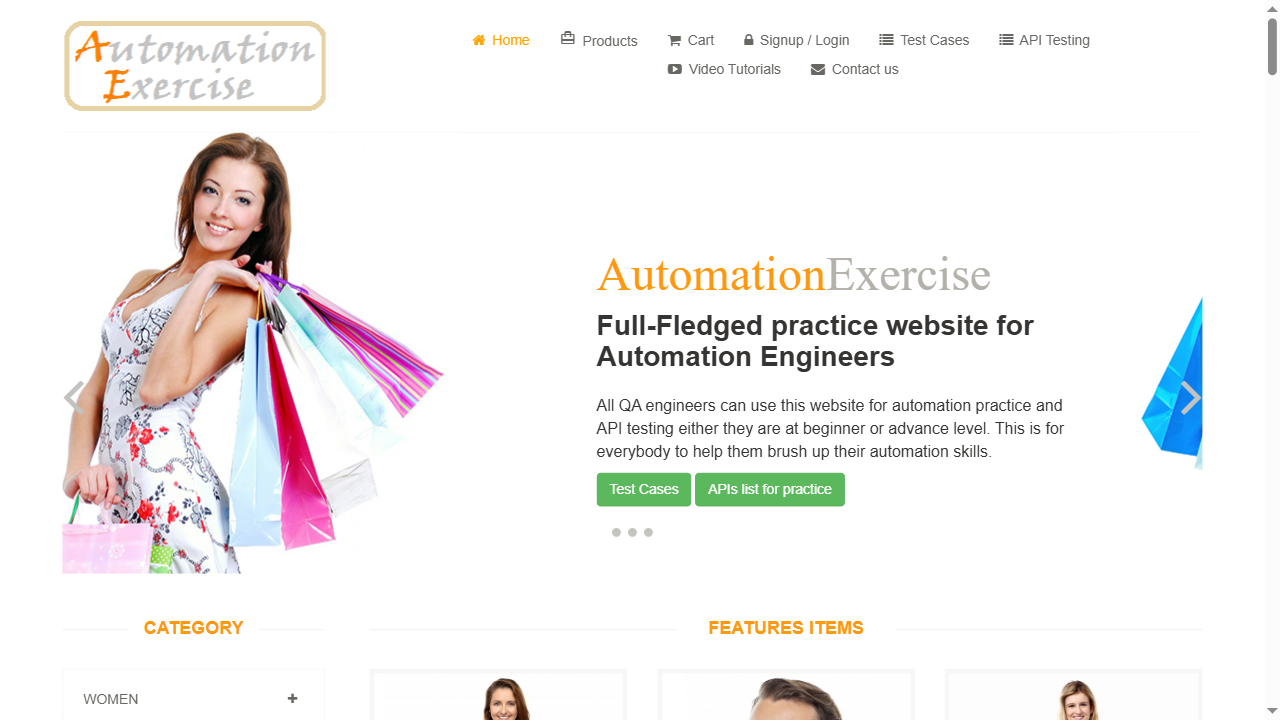 Automation
Exercise
Home
Products
Cart
Signup / Login
Test Cases
API Testing
Video Tutorials
Contact us
AutomationExercise
Full-Fledged practice website for
Automation Engineers
All QA engineers can use this website for automation practice and
API testing either they are at beginner or advance level. This is for
everybody to help them brush up their automation skills.
Test Cases
APIs list for practice
CATEGORY
FEATURES ITEMS
WOMEN